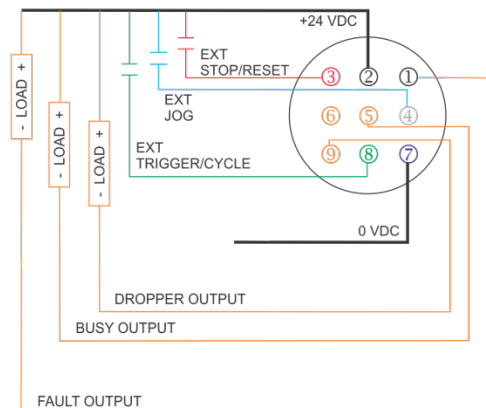 +24 VDC
EXT
STOP/RESET
3 2 1
- LOAD +
EXT
JOG
6 5 4
- LOAD +
- LOAD +
EXT
TRIGGER/CYCLE
9 8 7
0 VDC
DROPPER OUTPUT
BUSY OUTPUT
FAULT OUTPUT